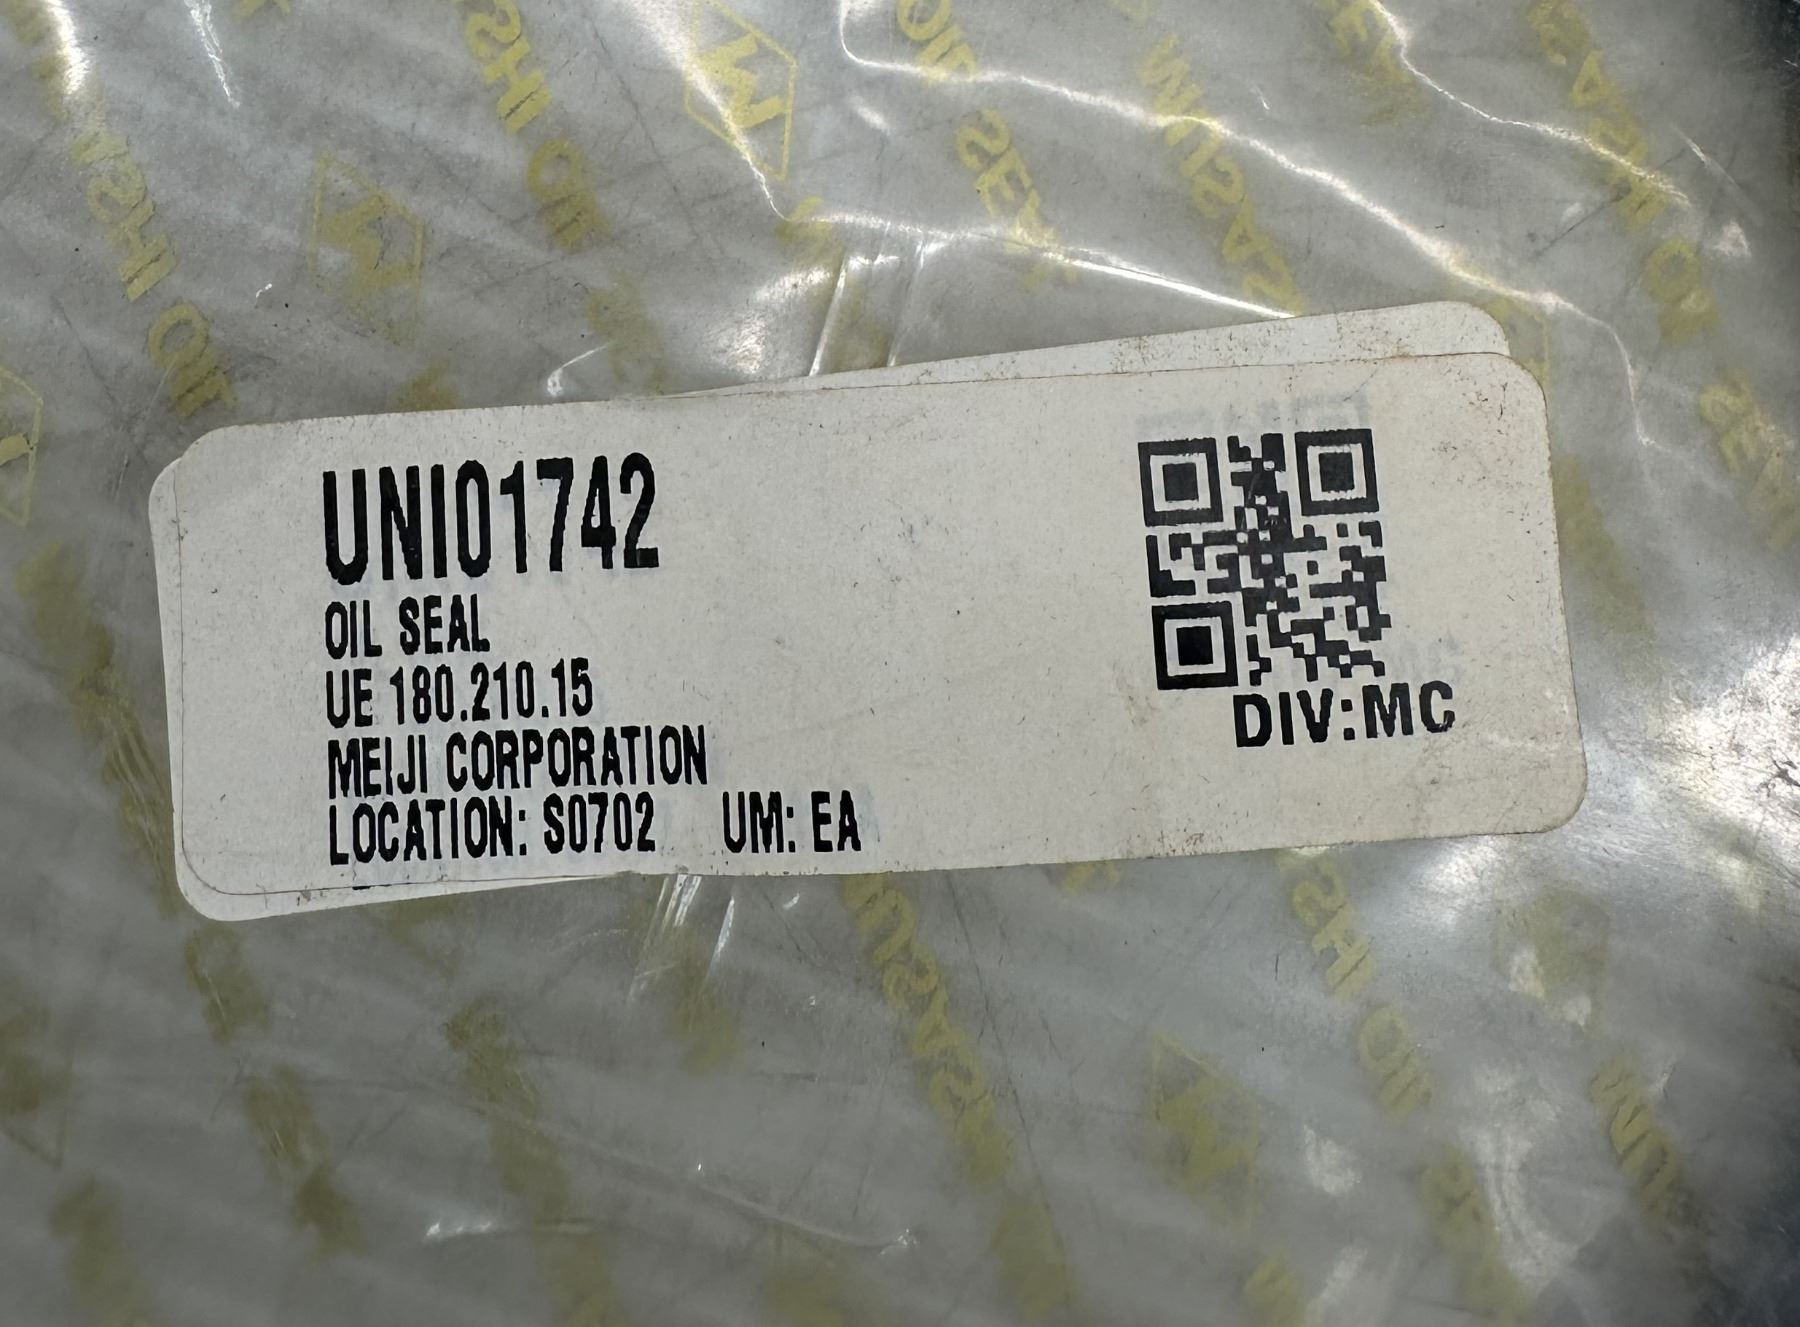 UNI01742
OIL SEAL
UE 180.210.15
MEIJI CORPORATION
LOCATION: S0702 UM: EA
DIV:MC